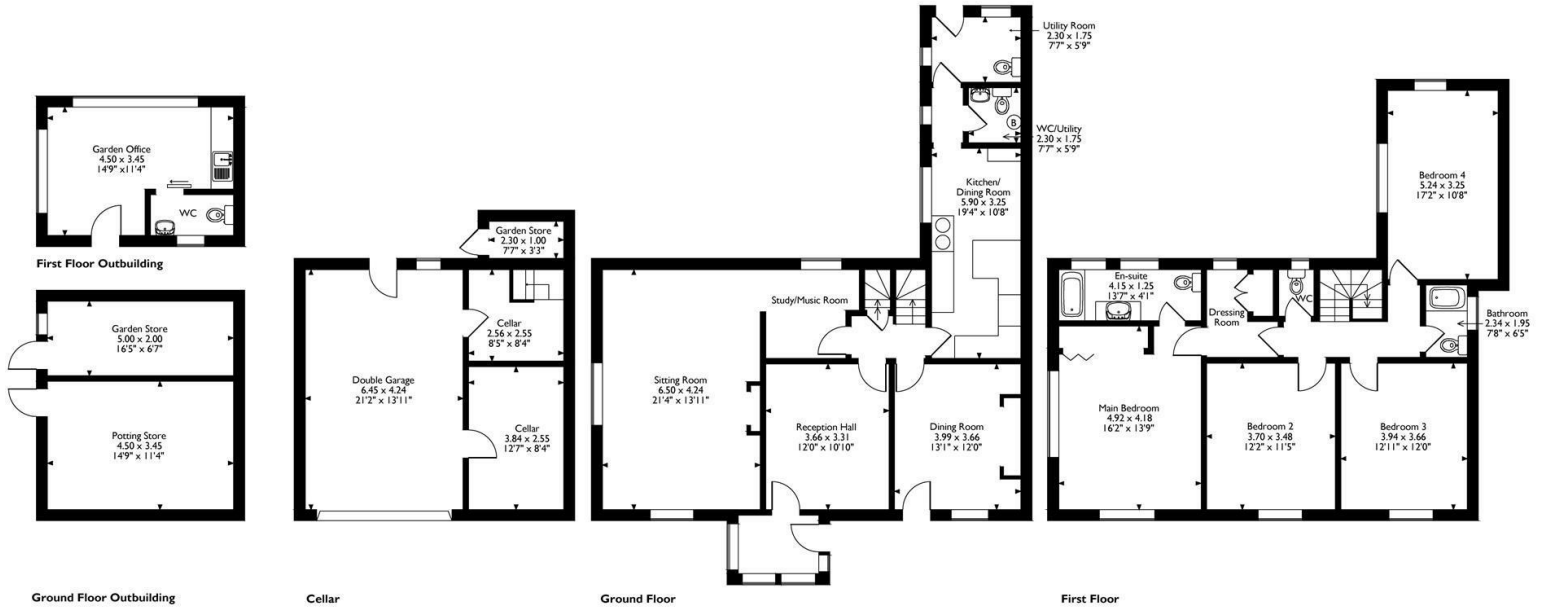 Garden Office
4.50 x 3.45
14'9" x11'4"
WC
First Floor Outbuilding
Garden Store
5.00 x 2.00
16'5" x 6'7"
Potting Store
4.50 x 3.45
14'9" x 11'4"
Ground Floor Outbuilding
Garden Store
2.30 x 1.00
7'7" x 3'3"
Cellar
2.56 x 2.55
8'5" x 8'4"
Double Garage
6.45 x 4.24
21'2" x 13'11"
Cellar
3.84 x 2.55
12'7" x 8'4"
Cellar
Utility Room
2.30 x 1.75
7'7" x 5'9"
B
WC/Utility
2.30 x 1.75
7'7" x 5'9"
Kitchen/
Dining Room
5.90 x 3.25
19'4" x 10'8"
Study/Music Room
Sitting Room
6.50 x 4.24
21'4" x 13'11"
Reception Hall
3.66 x 3.31
12'0" x 10'10"
Dining Room
3.99 x 3.66
13'1" x 12'0"
Ground Floor
Bedroom 4
5.24 x 3.25
17'2" x 10'8"
En-suite
4.15 x 1.25
13'7" x 4'1"
Dressing
Room
WC
Bathroom
2.34 x 1.95
7'8" x 6'5"
Main Bedroom
4.92 x 4.18
16'2" x 13'9"
Bedroom 2
3.70 x 3.48
12'2" x 11'5"
Bedroom 3
3.94 x 3.66
12'11" x 12'0"
First Floor